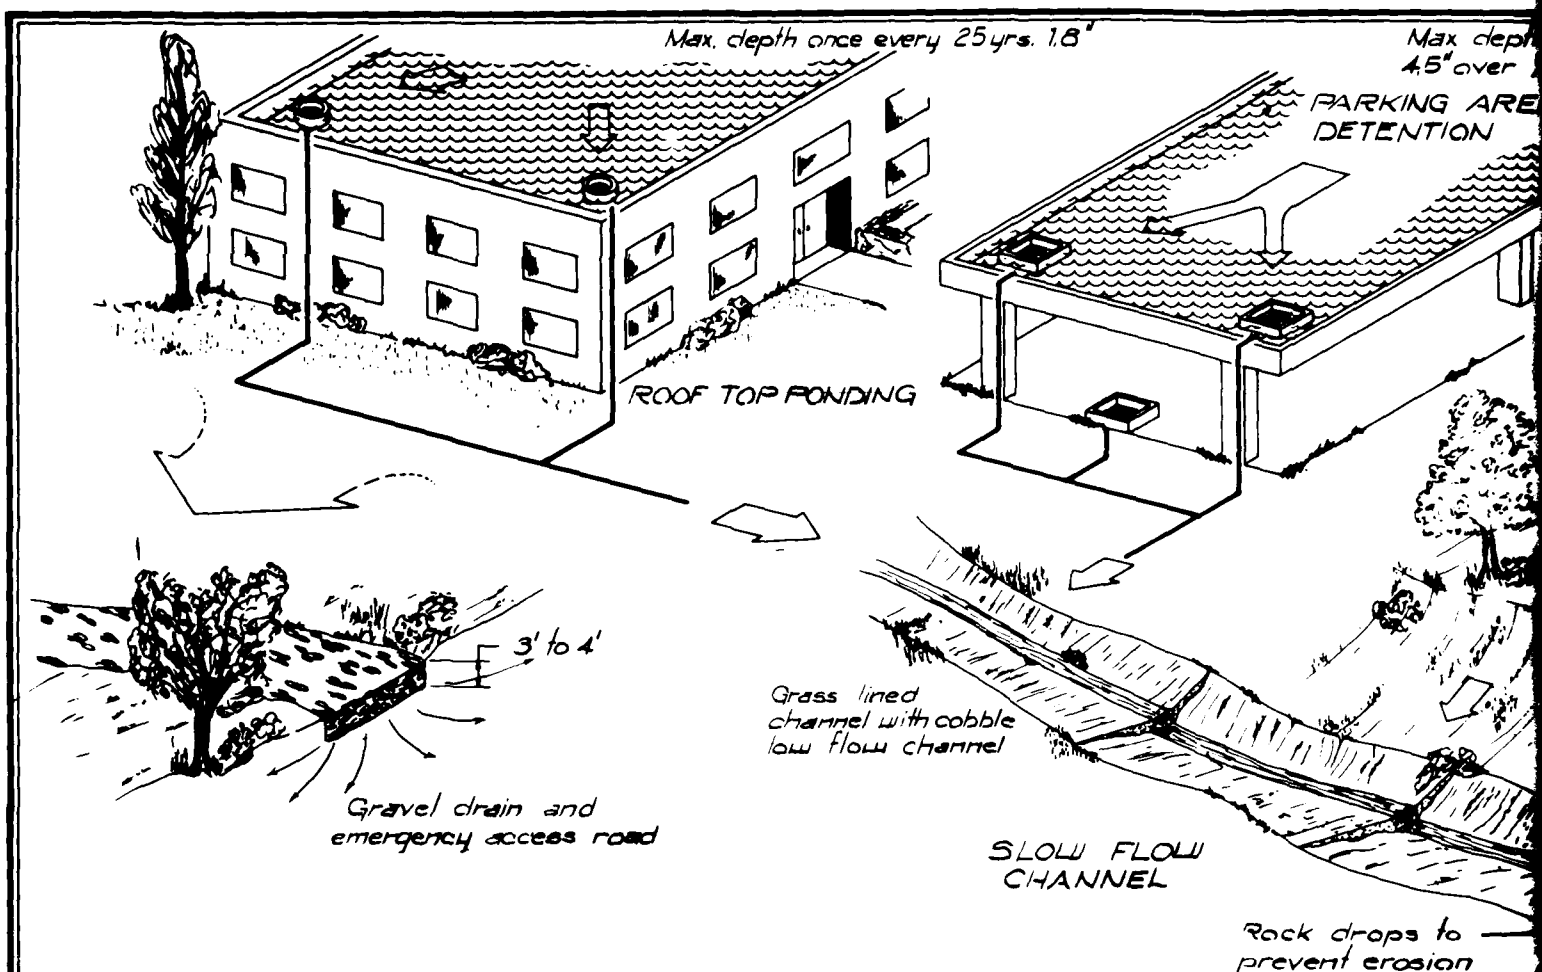 Max. depth once every 25 yrs. 1.8"
Max dept
4.5" over
PARKING ARE
DETENTION
ROOF TOP PONDING
3' to 4'
Grass lined
channel with cobble
low flow channel
Gravel drain and
emergency access road
SLOW FLOW
CHANNEL
Rock drops to
prevent erosion